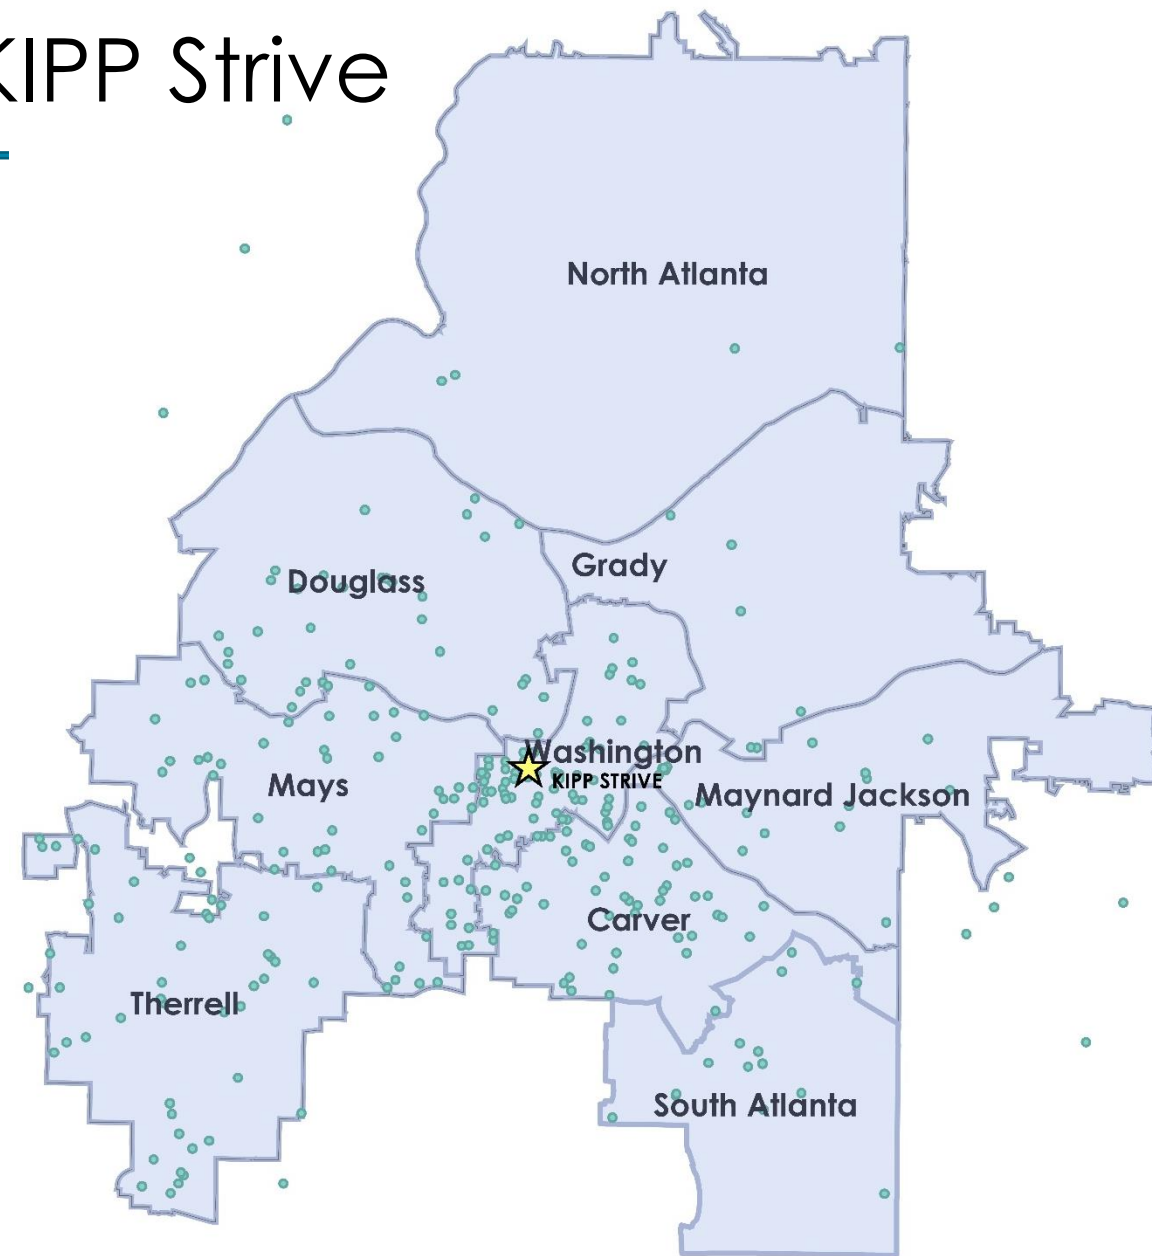 KIPP Strive
North Atlanta
Grady
Douglass
Washington
KIPP STRIVE
Mays
Maynard Jackson
Carver
Therrell
South Atlanta